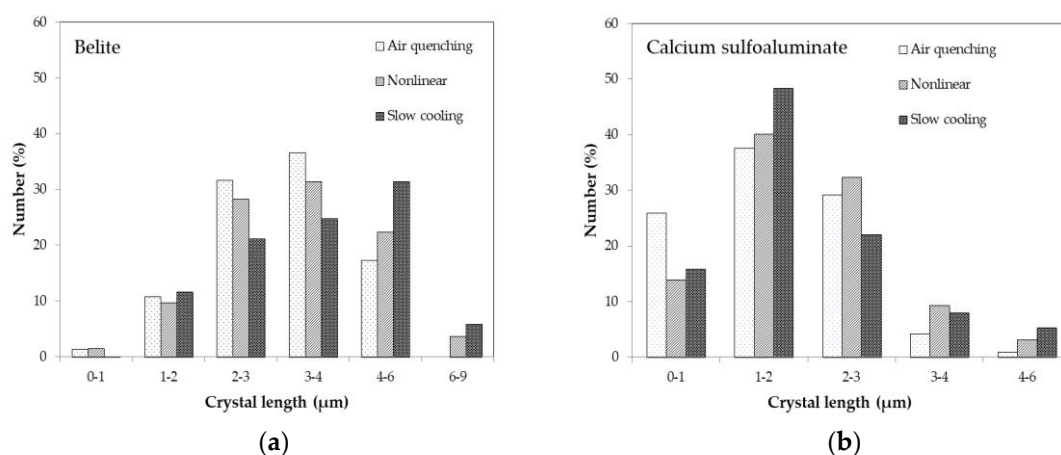 60
50
40
30
20
10
0
Number (%)
Belite
Air quenching
Nonlinear
Slow cooling
0-1 1-2 2-3 3-4 4-6 6-9
Crystal length (μm)
(a)
60
50
40
30
20
10
0
Number (%)
Calcium sulfoaluminate
Air quenching
Nonlinear
Slow cooling
0-1 1-2 2-3 3-4 4-6
Crystal length (μm)
(b)